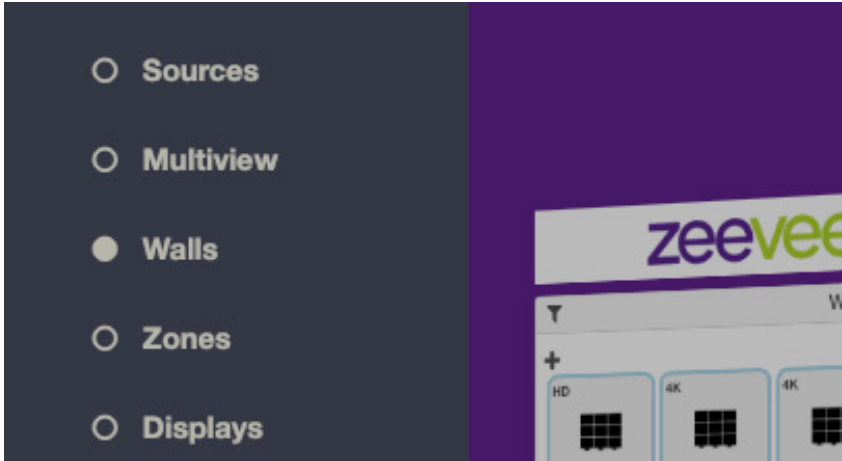 Sources
Multiview
Walls
Zones
Displays
zeevee
W
HD
4K
4K